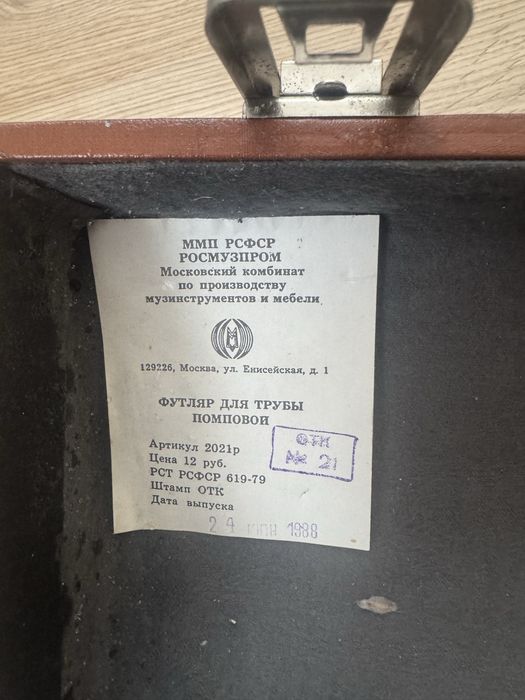 ММП РСФСР
РОСМУЗПРОМ
Московский комбинат
по производству
музинструментов и мебели
129226, Москва, ул. Енисейская, д. 1
ФУТЛЯР ДЛЯ ТРУБЫ
ПОМПОВОЙ
Артикул 2021р
Цена 12 руб.
РСТ РСФСР 619-79
Штамп ОТК
Дата выпуска
ОТК
№ 21
24 1988